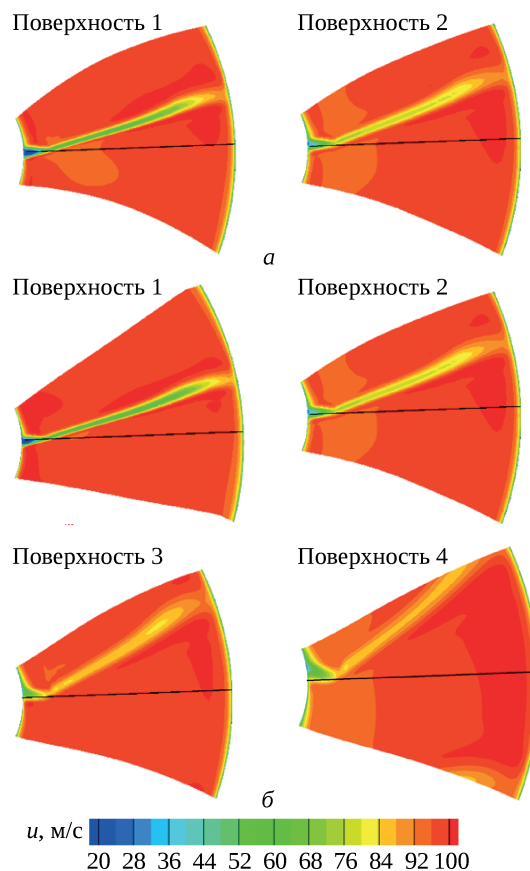 Поверхность 1
Поверхность 2
а
Поверхность 1
Поверхность 2
Поверхность 3
Поверхность 4
б
u, м/с
20 28 36 44 52 60 68 76 84 92 100